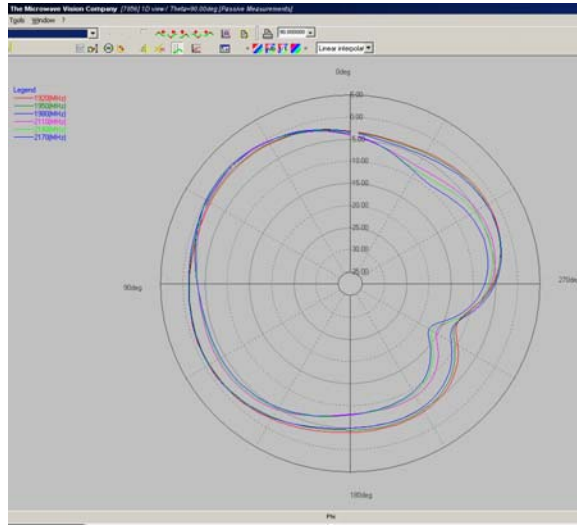 The Microwave Vision Company [7856] 1D view / Theta=90.00deg [Passive Measurements]
Tools Window ?
Linear interpolat
0deg
Legend
1920(MHz)
1950(MHz)
1980(MHz)
2110(MHz)
2170(MHz)
5.00
0.00
-5.00
-10.00
-15.00
-20.00
-25.00
-30.00
-35.00
90deg
270deg
180deg
Phi